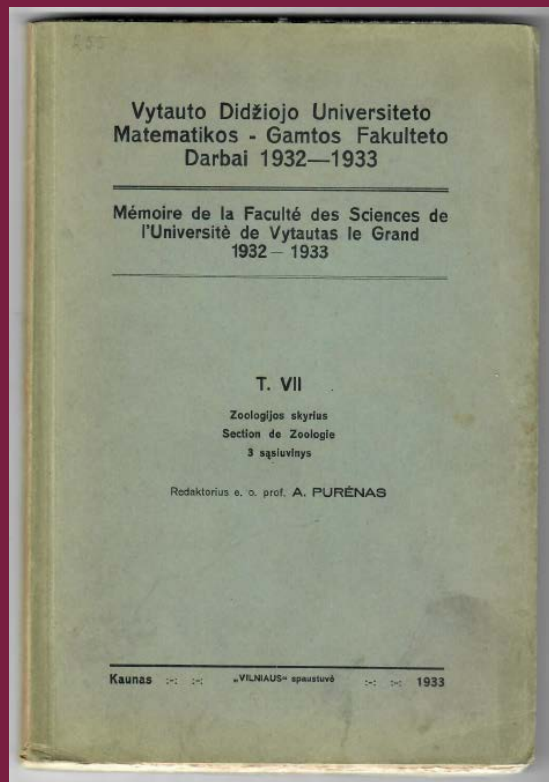 255
Vytauto Didžiojo Universiteto
Matematikos - Gamtos Fakulteto
Darbai 1932—1933
Mémoire de la Faculté des Sciences de
l'Universitè de Vytautas le Grand
1932 — 1933
T. VII
Zoologijos skyrius
Section de Zoologie
3 sąsiuvinys
Redaktorius e. o. prof. A. PURĖNAS
Kaunas :-: :-: „VILNIAUS“ spaustuvė :-: :-: 1933